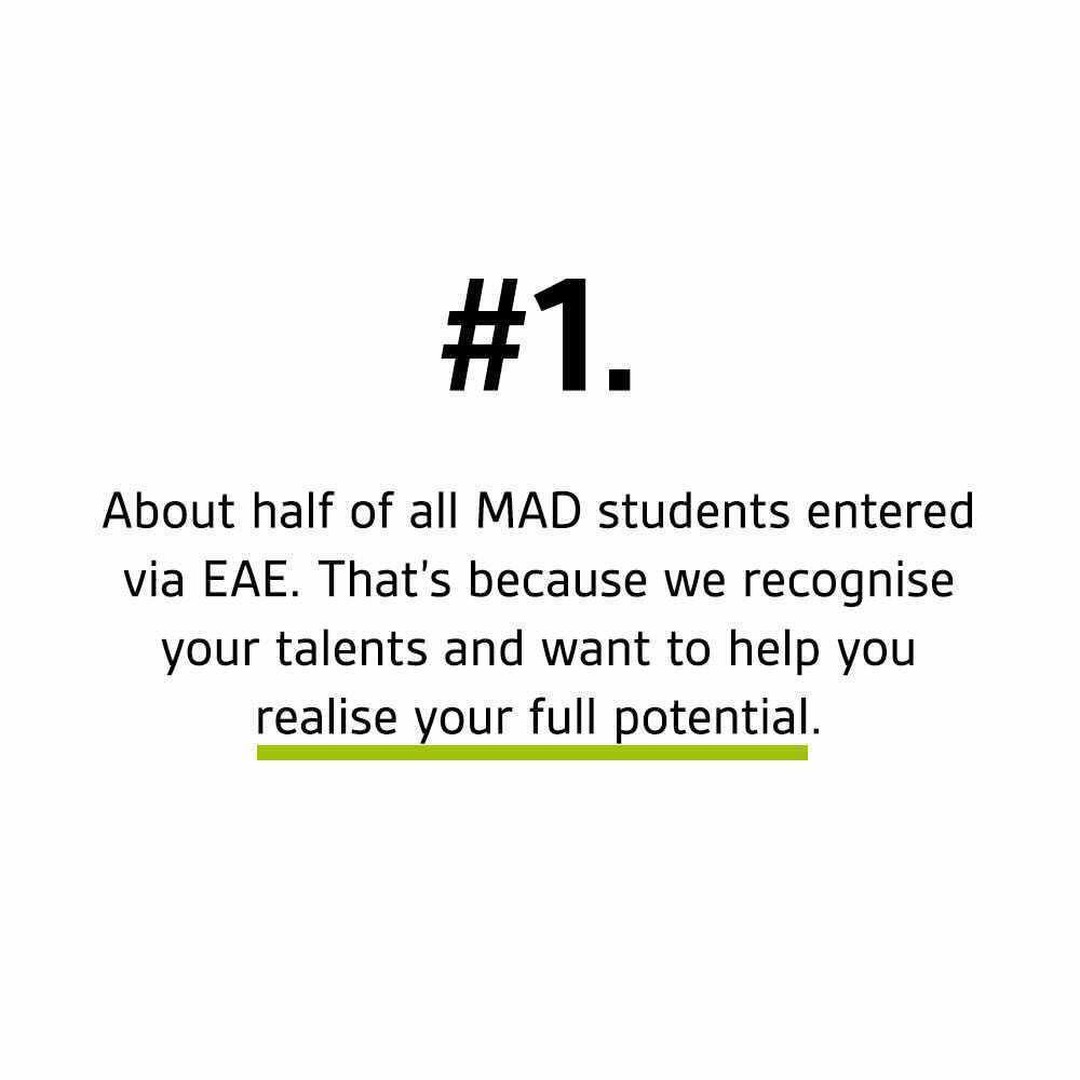 #1.
About half of all MAD students entered
via EAE. That’s because we recognise
your talents and want to help you
realise your full potential.